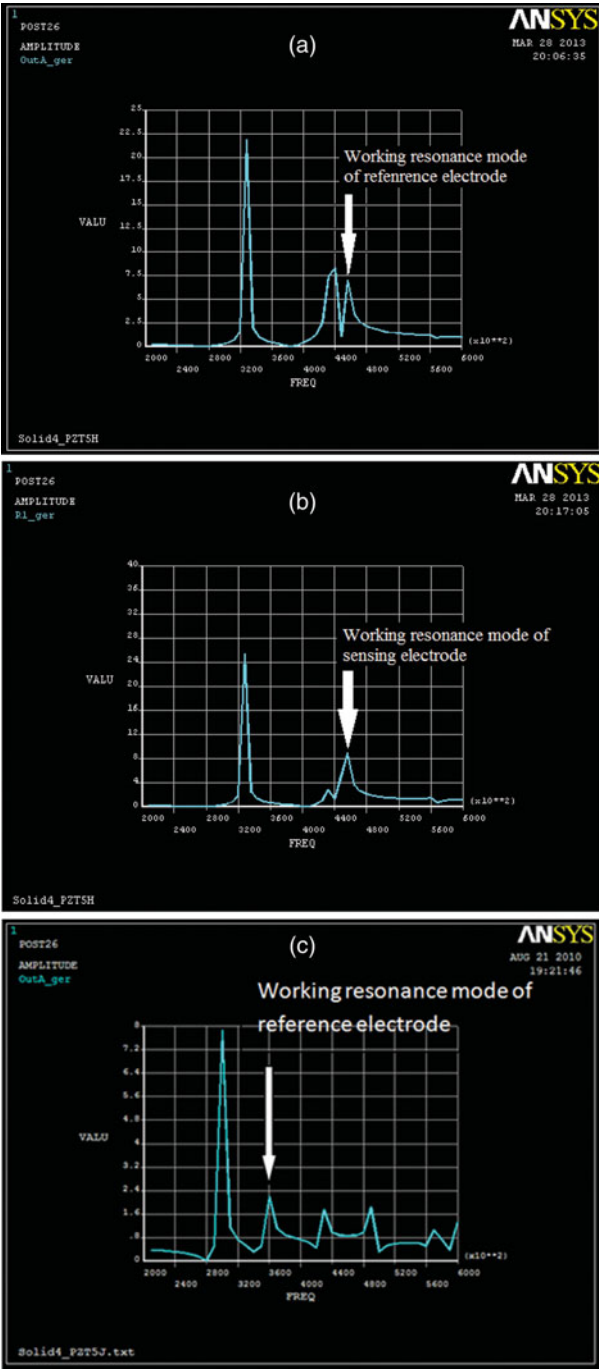 1
POST26
AMPLITUDE
OutA_ger
(a)
ANSYS
MAR 28 2013
20:06:35
25
22.5
20
17.5
15
12.5
10
7.5
5
2.5
0
VALU
Working resonance mode
of refenrence electrode
(x10**2)
2000 2800 3600 4400 5200 6000
2400 3200 4000 4800 5600
FREQ
Solid4_PZT5H
1
POST26
AMPLITUDE
R1_ger
(b)
ANSYS
MAR 28 2013
20:17:05
40
36
32
28
24
20
16
12
8
4
0
VALU
Working resonance mode of
sensing electrode
(x10**2)
2000 2800 3600 4400 5200 6000
2400 3200 4000 4800 5600
FREQ
Solid4_PZT5H
1
POST26
AMPLITUDE
OutA_ger
(c)
ANSYS
AUG 21 2010
19:21:46
Working resonance mode of
reference electrode
8
7.2
6.4
5.6
4.8
4
3.2
2.4
1.6
.8
0
VALU
(x10**2)
2000 2800 3600 4400 5200 6000
2400 3200 4000 4800 5600
FREQ
Solid4_PZT5J.txt